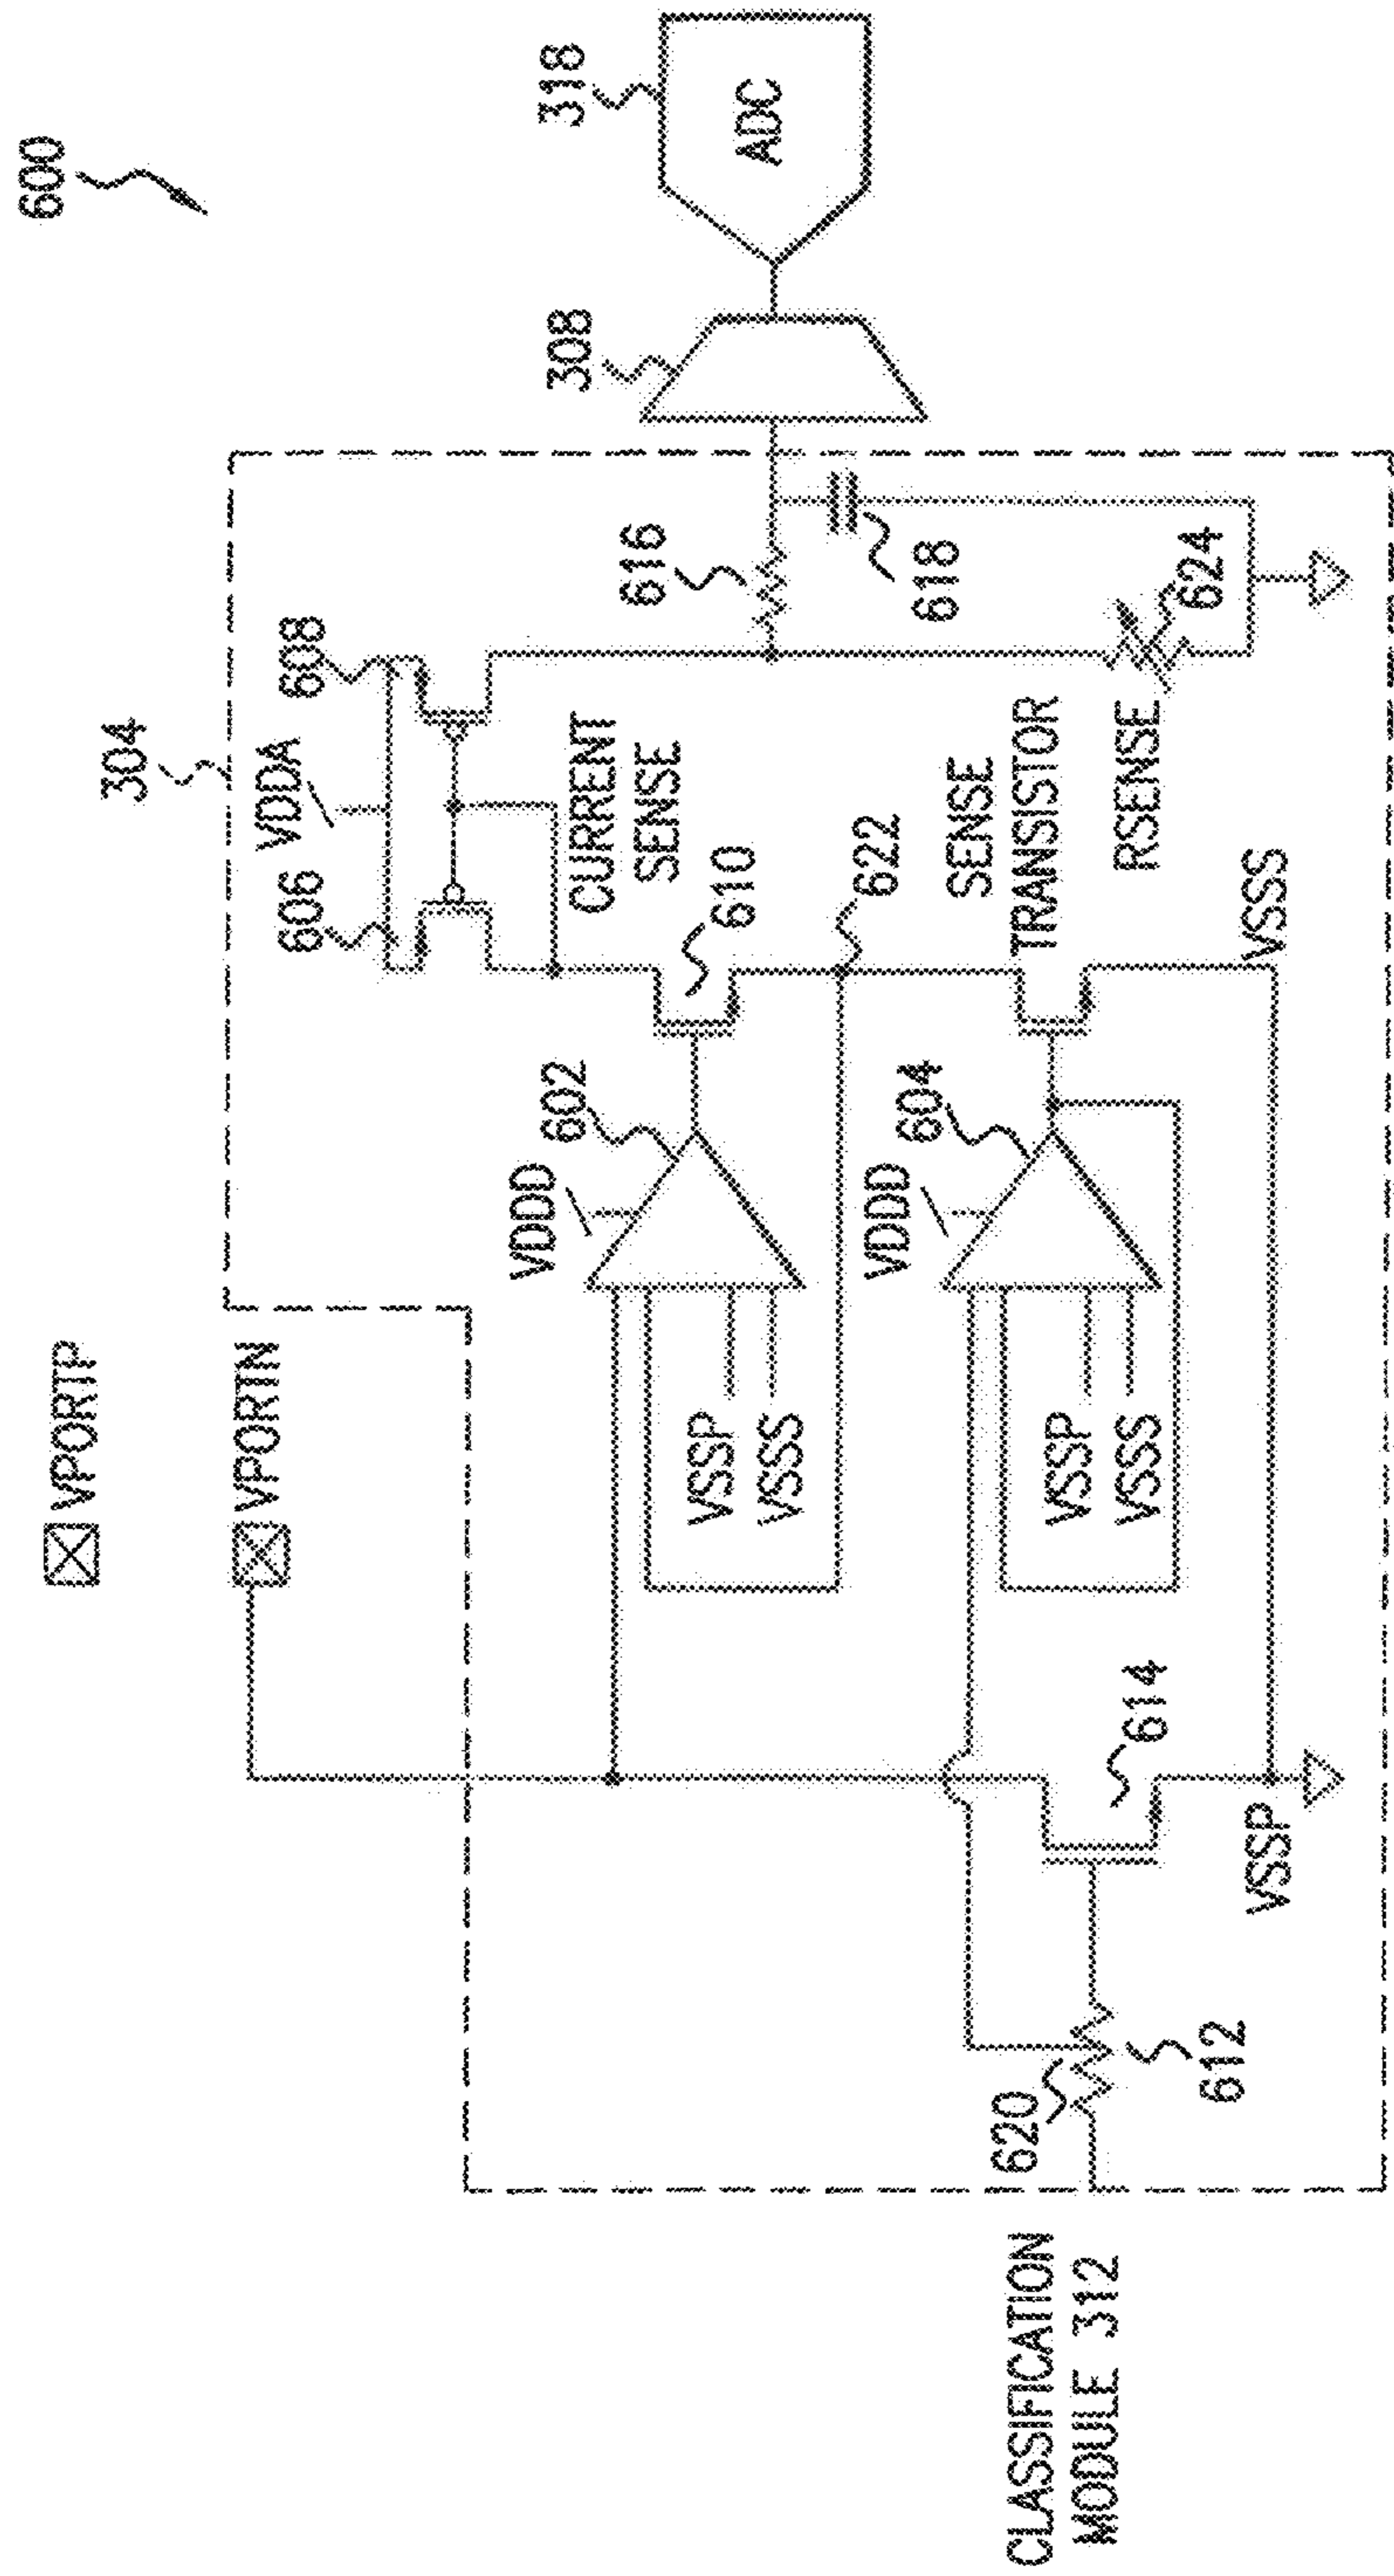 600
VPORTP
VPORTN
304
606
VDDA
608
318
ADC
308
616
618
CURRENT
SENSE
610
602
VDDD
VSSP
VSSS
622
604
VDDD
VSSP
VSSS
SENSE
TRANSISTOR
RSENSE
624
VSSS
614
VSSP
620
612
CLASSIFICATION
MODULE 312